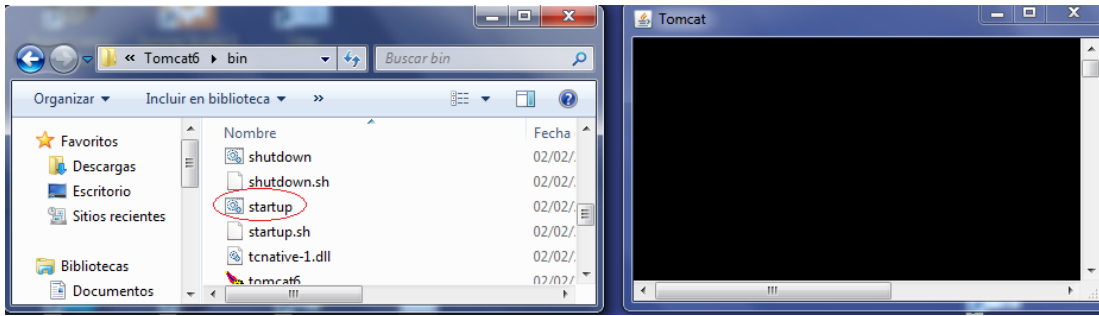 « Tomcat6 ▸ bin
Buscar bin
Organizar
Incluir en biblioteca
»
Favoritos
Descargas
Escritorio
Sitios recientes
Bibliotecas
Documentos
Nombre
Fecha
shutdown
02/02/
shutdown.sh
02/02/
startup
02/02/
startup.sh
02/02/
tcnative-1.dll
02/02/
tomcat6
02/02/
Tomcat